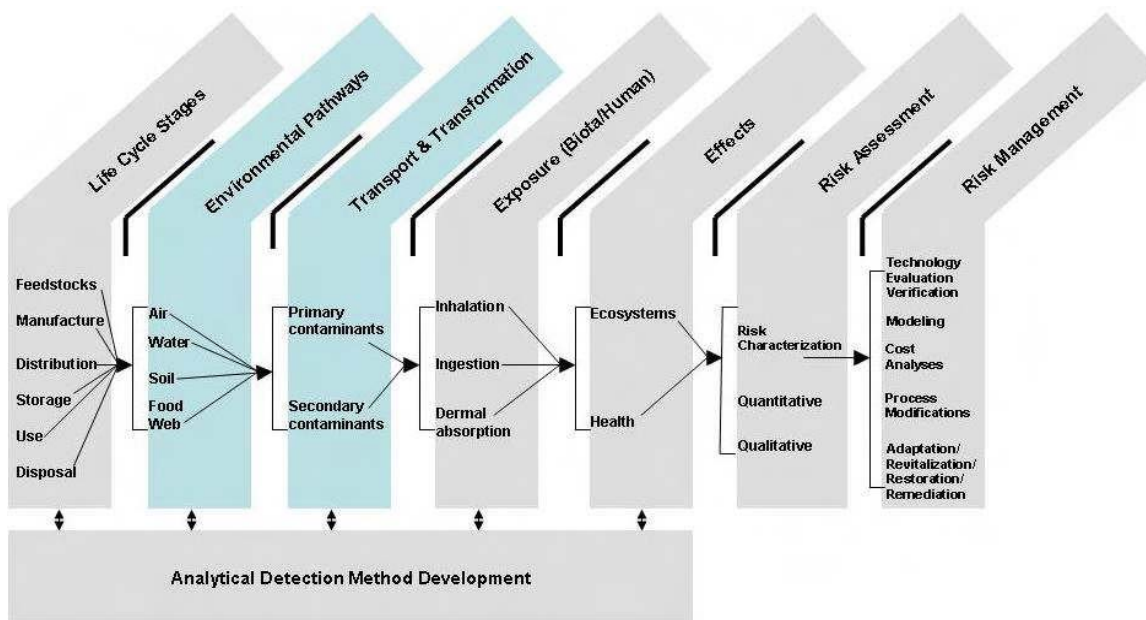 Life Cycle Stages
Environmental Pathways
Transport & Transformation
Exposure (Biota/Human)
Effects
Risk Assessment
Risk Management
Feedstocks
Manufacture
Distribution
Storage
Use
Disposal
Air
Water
Soil
Food
Web
Primary
contaminants
Secondary
contaminants
Inhalation
Ingestion
Dermal
absorption
Ecosystems
Health
Risk
Characterization
Quantitative
Qualitative
Technology
Evaluation
Verification
Modeling
Cost
Analyses
Process
Modifications
Adaptation/
Revitalization/
Restoration/
Remediation
Analytical Detection Method Development